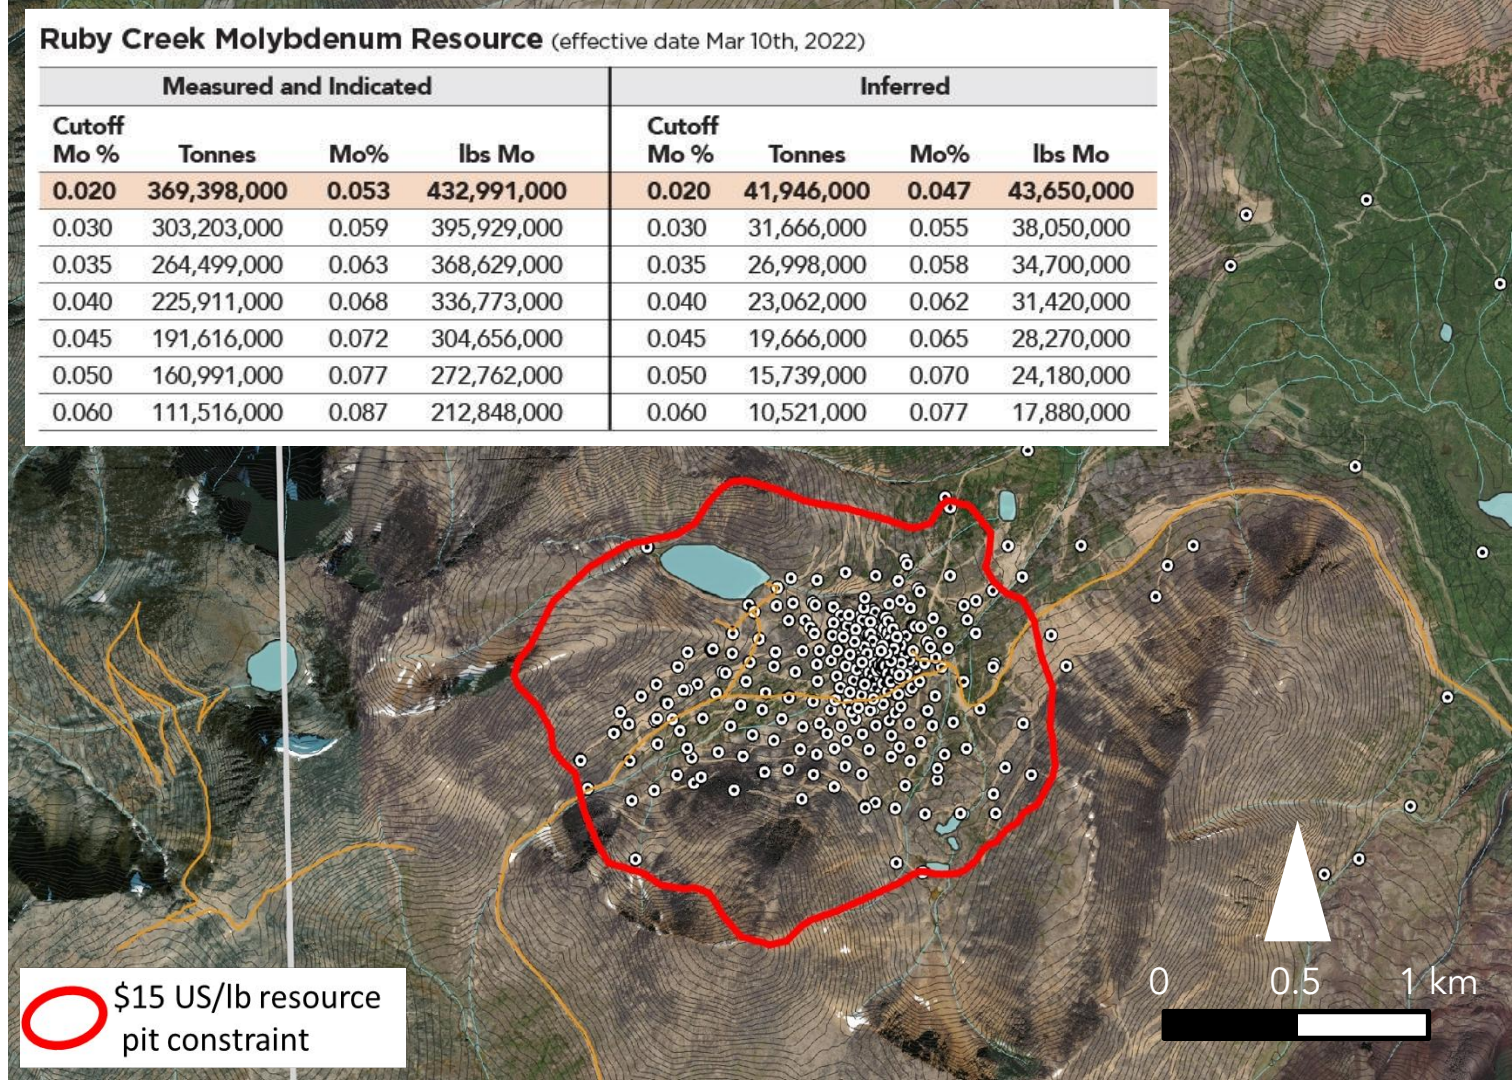 Ruby Creek Molybdenum Resource (effective date Mar 10th, 2022)
Measured and Indicated Inferred
Cutoff Cutoff
Mo % Tonnes Mo% lbs Mo Mo % Tonnes Mo% lbs Mo
0.020 369,398,000 0.053 432,991,000 0.020 41,946,000 0.047 43,650,000
0.030 303,203,000 0.059 395,929,000 0.030 31,666,000 0.055 38,050,000
0.035 264,499,000 0.063 368,629,000 0.035 26,998,000 0.058 34,700,000
0.040 225,911,000 0.068 336,773,000 0.040 23,062,000 0.062 31,420,000
0.045 191,616,000 0.072 304,656,000 0.045 19,666,000 0.065 28,270,000
0.050 160,991,000 0.077 272,762,000 0.050 15,739,000 0.070 24,180,000
0.060 111,516,000 0.087 212,848,000 0.060 10,521,000 0.077 17,880,000
$15 US/lb resource
pit constraint
0 0.5 1 km